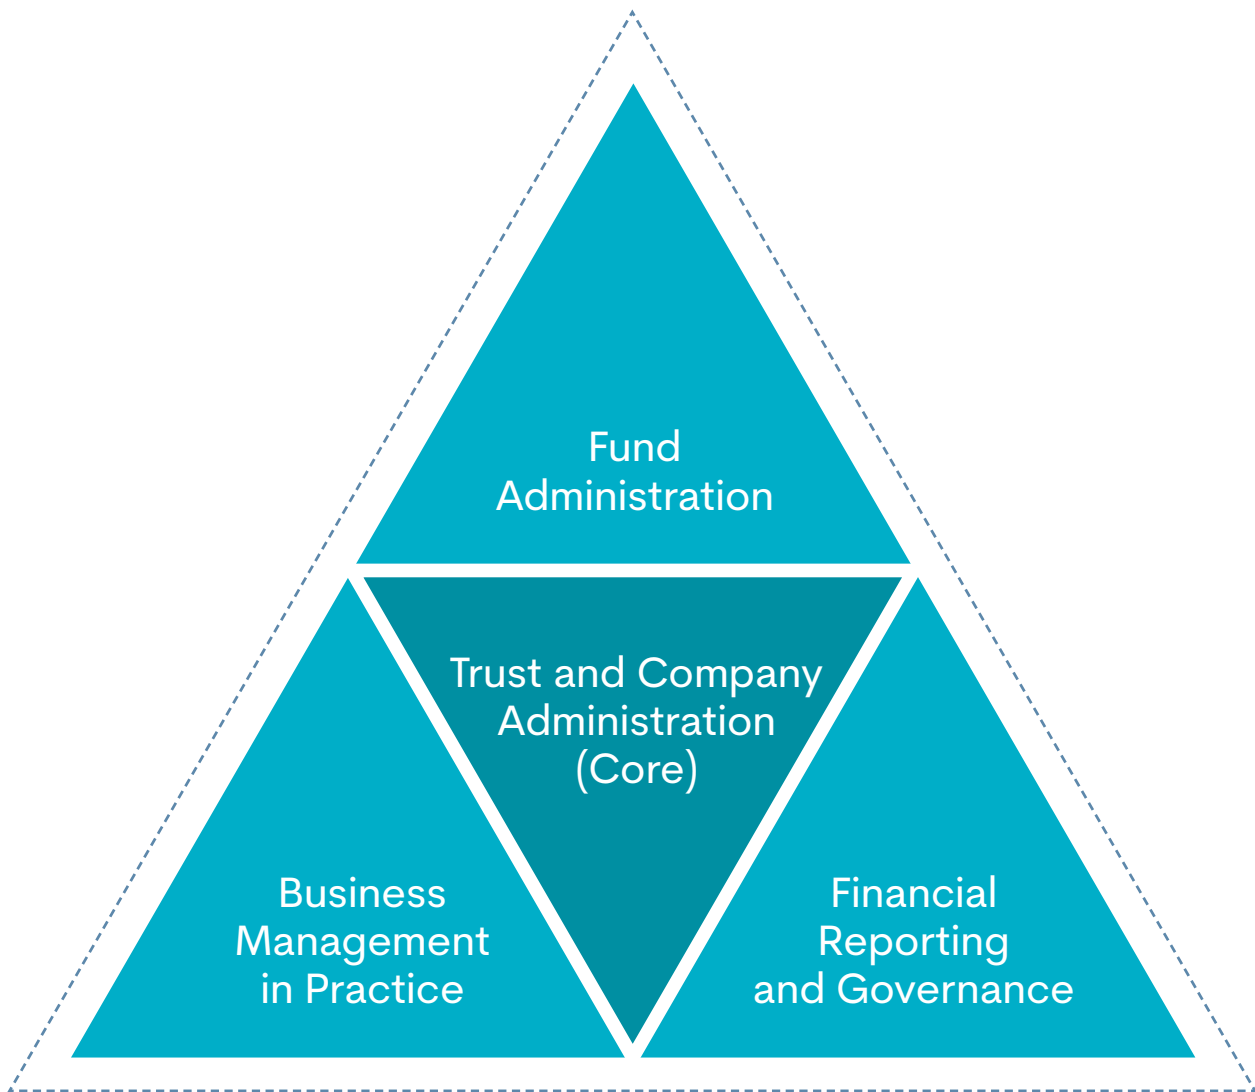 Fund
Administration
Trust and Company
Administration
(Core)
Business
Management
in Practice
Financial
Reporting
and Governance